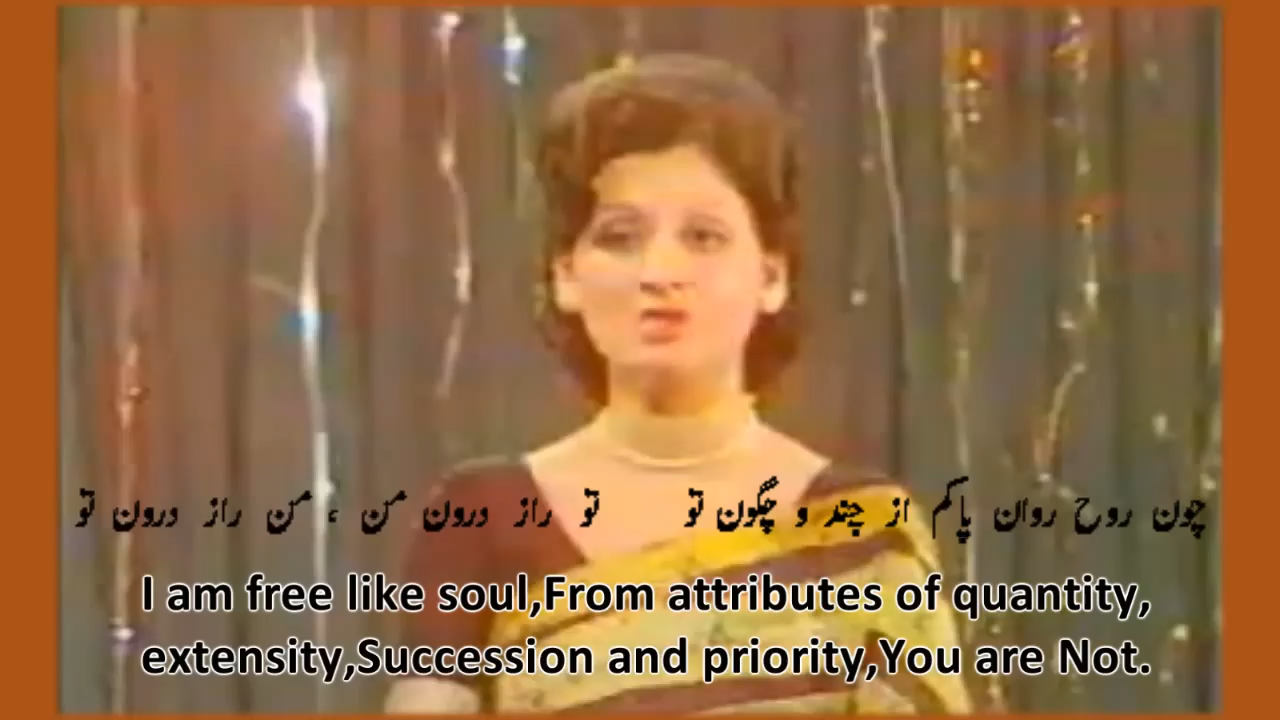 چون روح روان پاکم از چند و چگون تو    تو راز درون من ، من راز درون تو
I am free like soul,From attributes of quantity,
extensity,Succession and priority,You are Not.